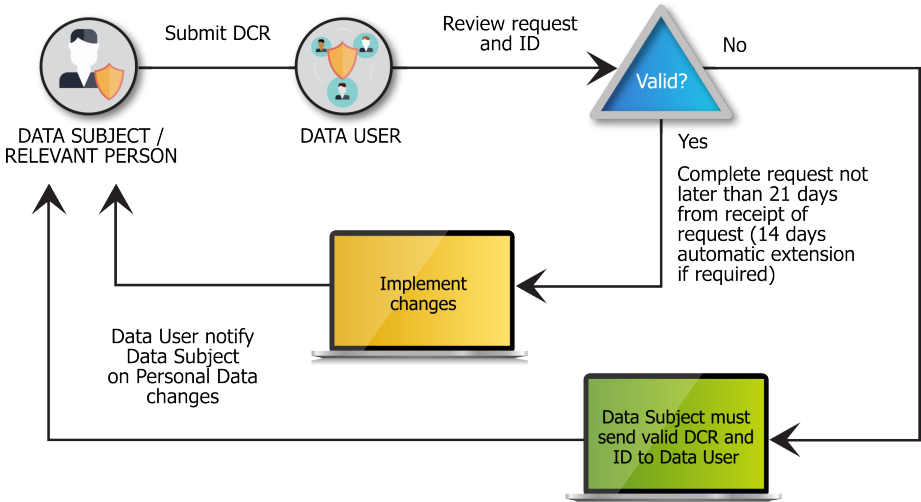 Submit DCR
Review request
and ID
No
Valid?
DATA SUBJECT /
RELEVANT PERSON
DATA USER
Yes
Complete request not
later than 21 days
from receipt of
request (14 days
automatic extension
if required)
Implement
changes
Data User notify
Data Subject
on Personal Data
changes
Data Subject must
send valid DCR and
ID to Data User